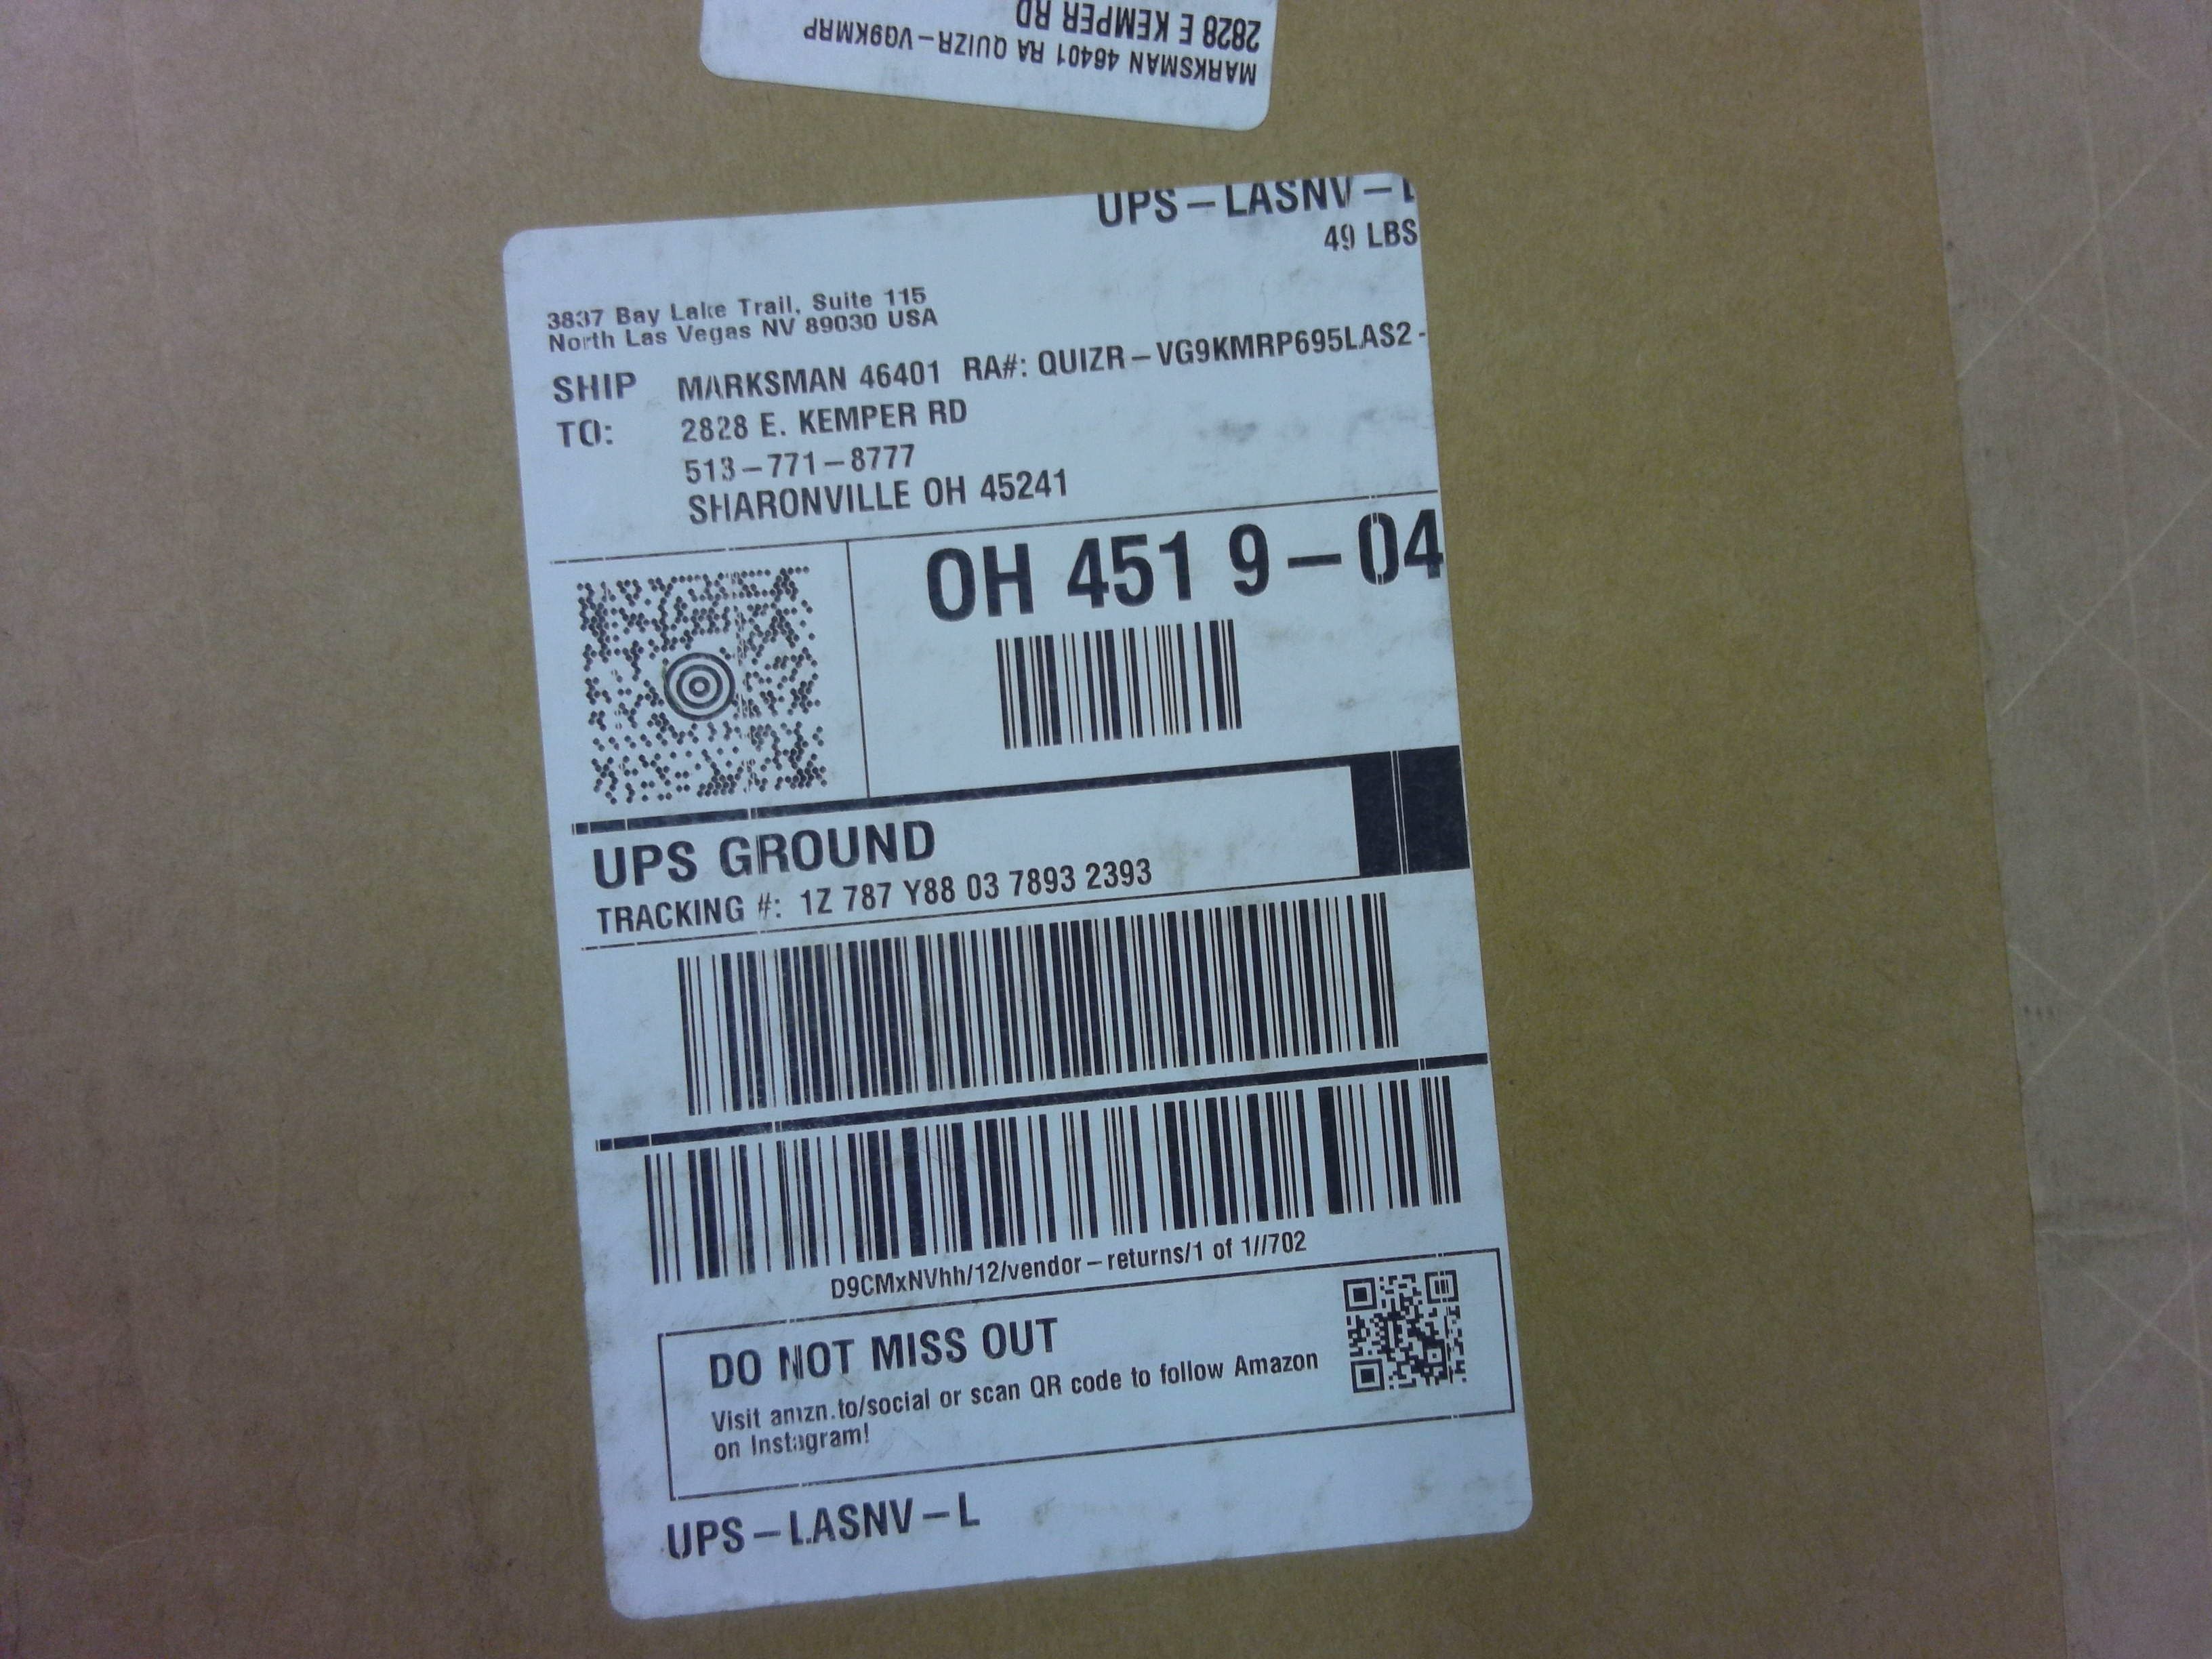 2828 E KEMPER RD
MARKSMAN 46401 RA QUIZR-VG9KMRP
UPS-LASNV-L
49 LBS
3837 Bay Lake Trail, Suite 115
North Las Vegas NV 89030 USA
SHIP TO:
MARKSMAN 46401 RA#: QUIZR-VG9KMRP695LAS2-
2828 E. KEMPER RD
513-771-8777
SHARONVILLE OH 45241
OH 451 9-04
UPS GROUND
TRACKING #: 1Z 787 Y88 03 7893 2393
D9CMxNVhh/12/vendor-returns/1 of 1//702
DO NOT MISS OUT
Visit amzn.to/social or scan QR code to follow Amazon
on Instagram!
UPS-LASNV-L